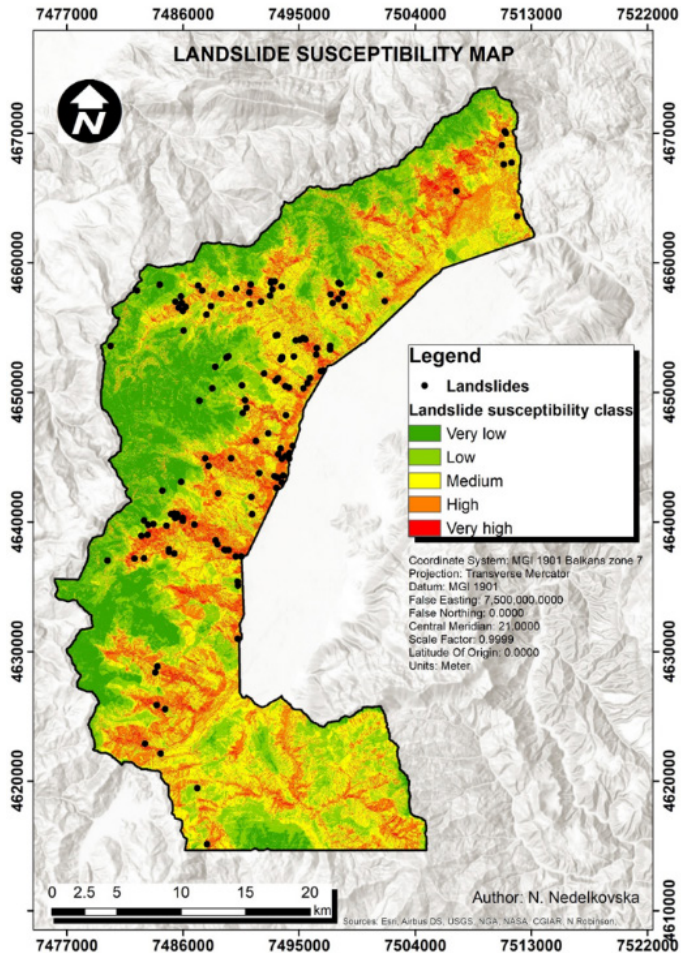 7477000 7486000 7495000 7504000 7513000 7522000
LANDSLIDE SUSCEPTIBILITY MAP
N
4670000 4670000
4660000 4660000
4650000 4650000
4640000 4640000
4630000 4630000
4620000 4620000
4610000 4610000
Legend
Landslides
Landslide susceptibility class
Very low
Low
Medium
High
Very high
Coordinate System: MGI 1901 Balkans zone 7
Projection: Transverse Mercator
Datum: MGI 1901
False Easting: 7,500,000.0000
False Northing: 0.0000
Central Meridian: 21.0000
Scale Factor: 0.9999
Latitude Of Origin: 0.0000
Units: Meter
0 2.5 5 10 15 20
km
Author: N. Nedelkovska
Sources: Esri, Airbus DS, USGS, NGA, NASA, CGIAR, N Robinson,
7477000 7486000 7495000 7504000 7513000 7522000